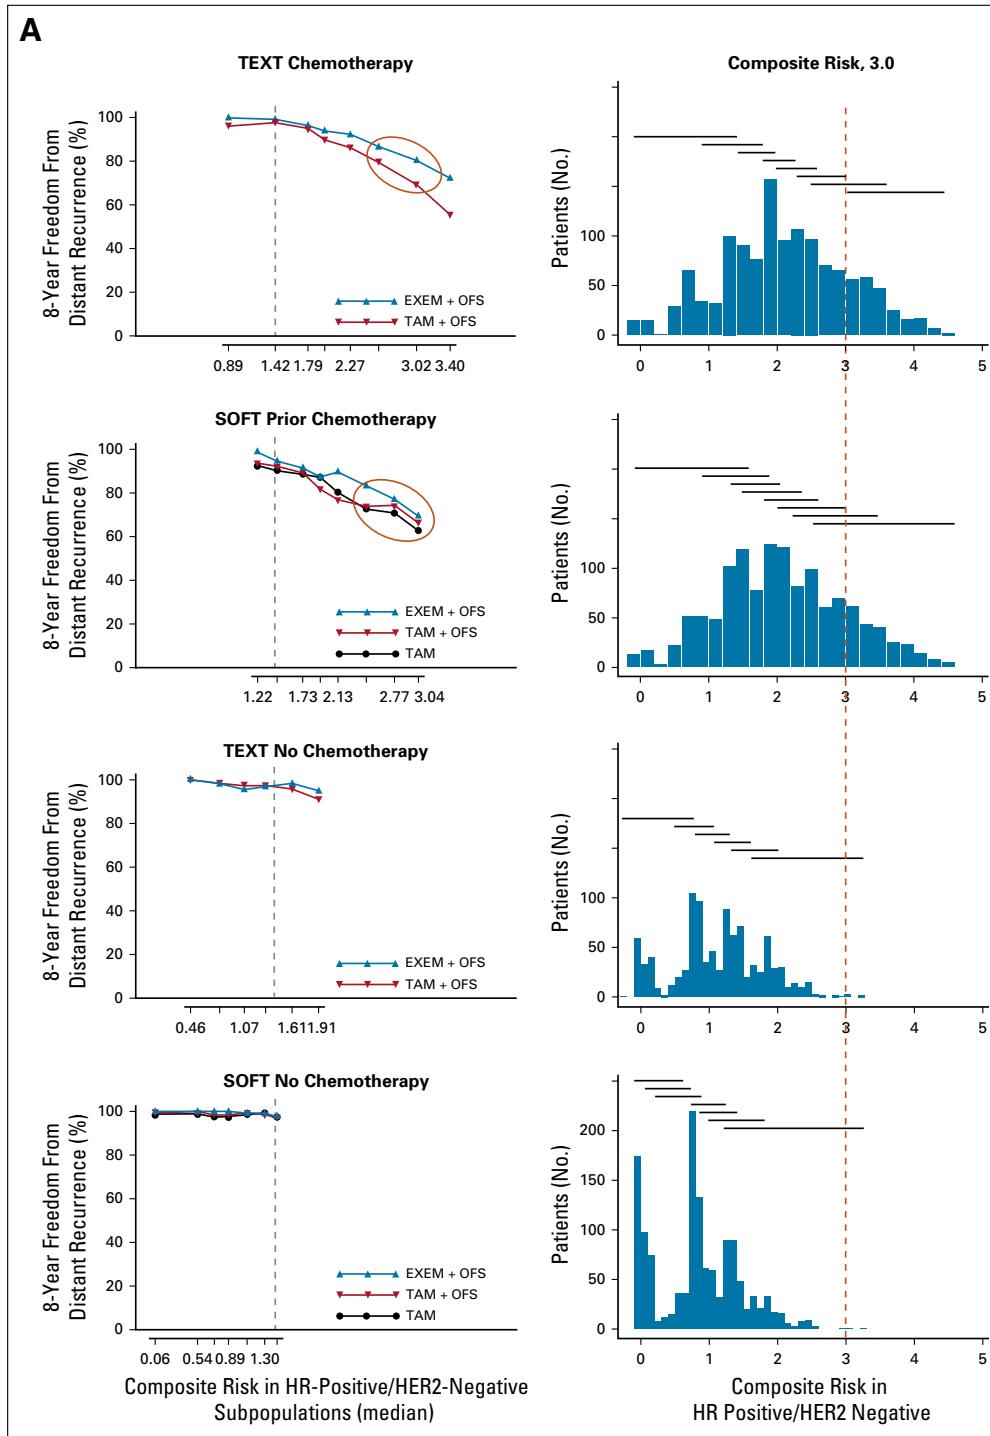 A
TEXT Chemotherapy
8-Year Freedom From
Distant Recurrence (%)
100
80
60
40
20
0
EXEM + OFS
TAM + OFS
0.89 1.42 1.79 2.27 3.02 3.40
Composite Risk, 3.0
Patients (No.)
100
50
0
0 1 2 3 4 5
SOFT Prior Chemotherapy
8-Year Freedom From
Distant Recurrence (%)
100
80
60
40
20
0
EXEM + OFS
TAM + OFS
TAM
1.22 1.73 2.13 2.77 3.04
Patients (No.)
100
50
0
0 1 2 3 4 5
TEXT No Chemotherapy
8-Year Freedom From
Distant Recurrence (%)
100
80
60
40
20
0
EXEM + OFS
TAM + OFS
0.46 1.07 1.61 1.91
Patients (No.)
100
50
0
0 1 2 3 4 5
SOFT No Chemotherapy
8-Year Freedom From
Distant Recurrence (%)
100
80
60
40
20
0
EXEM + OFS
TAM + OFS
TAM
0.06 0.54 0.89 1.30
Composite Risk in HR-Positive/HER2-Negative
Subpopulations (median)
Patients (No.)
200
150
100
50
0
0 1 2 3 4 5
Composite Risk in
HR Positive/HER2 Negative